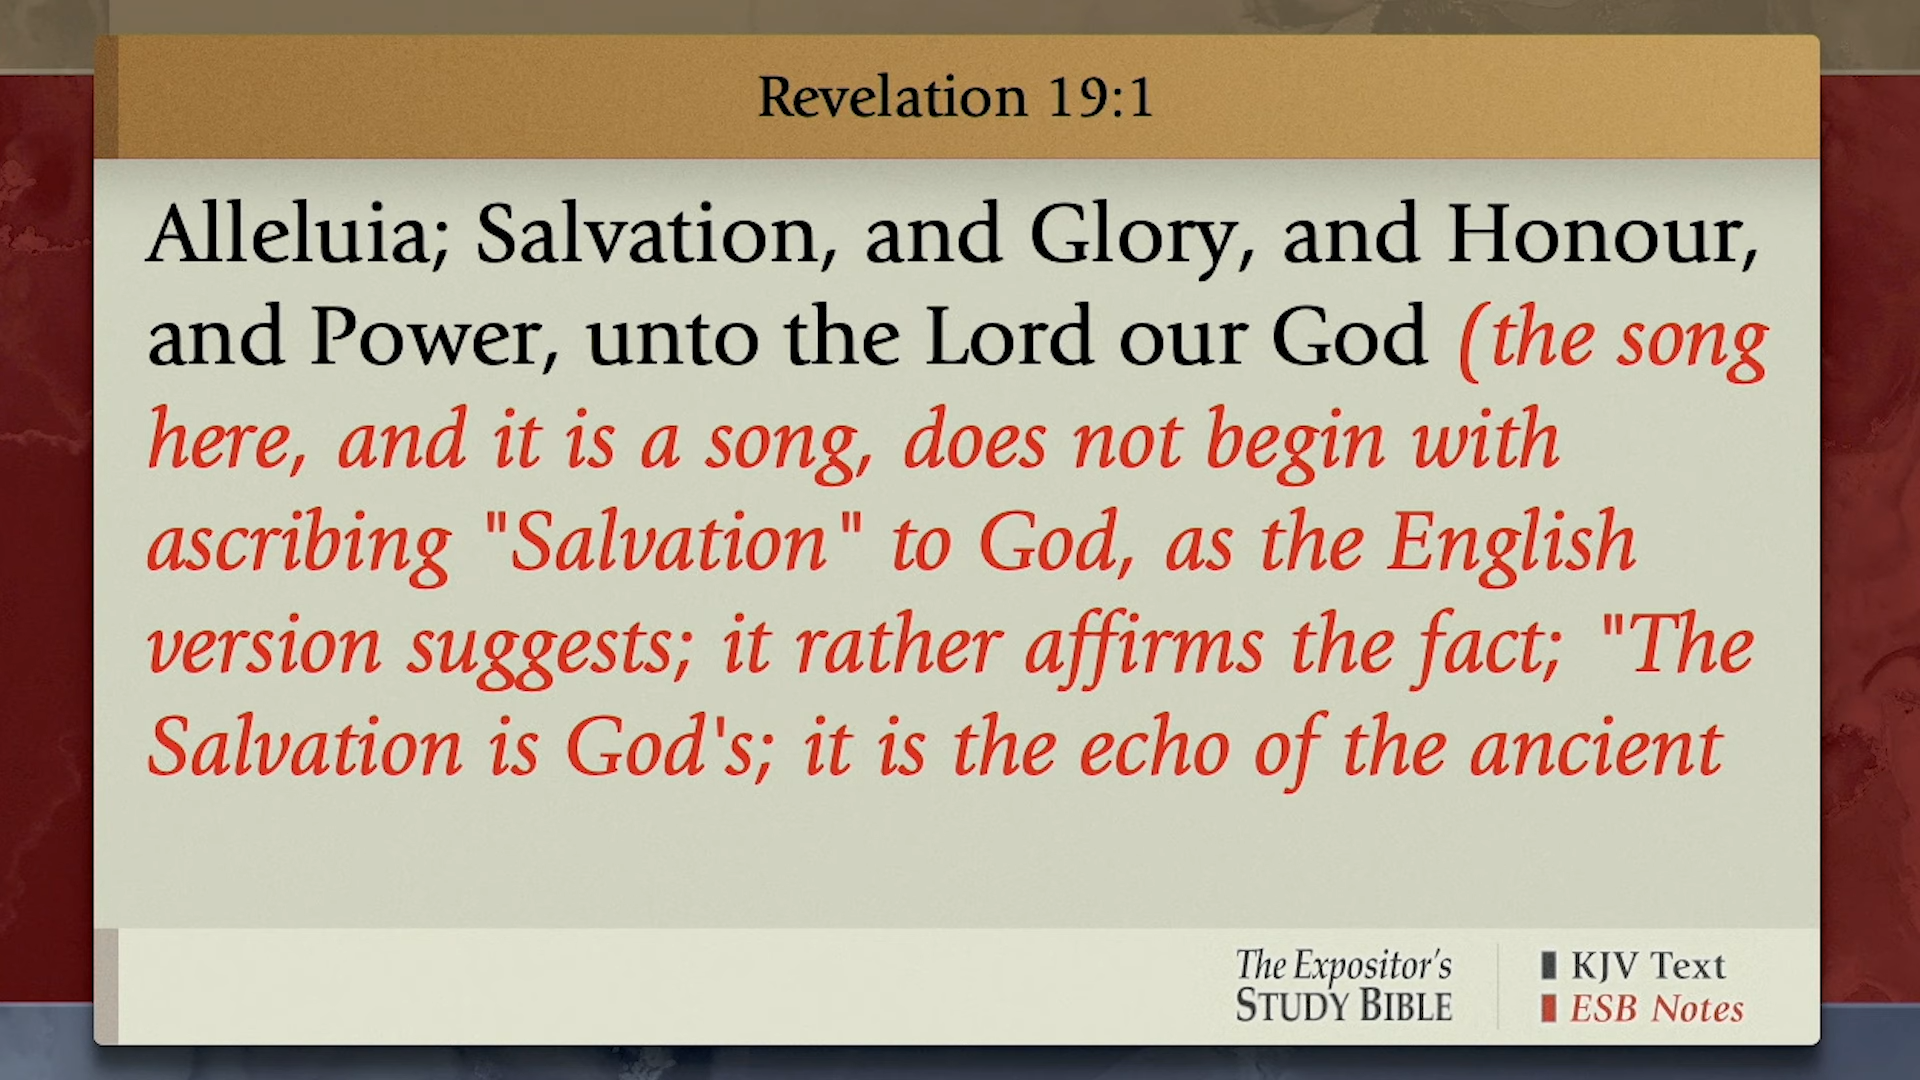 Revelation 19:1
Alleluia; Salvation, and Glory, and Honour,
and Power, unto the Lord our God (the song
here, and it is a song, does not begin with
ascribing "Salvation" to God, as the English
version suggests; it rather affirms the fact; "The
Salvation is God's; it is the echo of the ancient
The Expositor's
STUDY BIBLE
KJV Text
ESB Notes